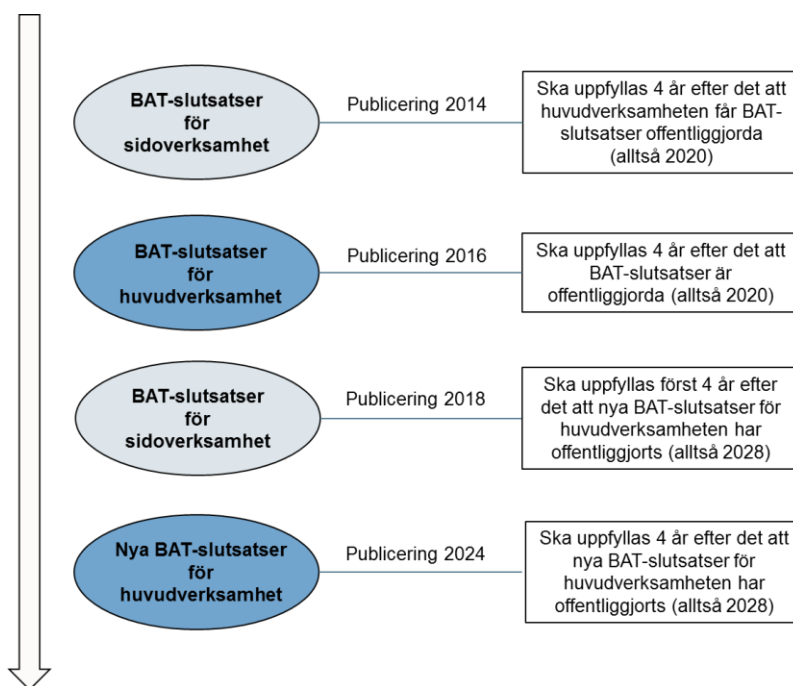 BAT-slutsatser
för
sidoverksamhet
Publicering 2014
Ska uppfyllas 4 år efter det att
huvudverksamheten får BAT-
slutsatser offentliggjorda
(alltså 2020)
BAT-slutsatser
för
huvudverksamhet
Publicering 2016
Ska uppfyllas 4 år efter det att
BAT-slutsatser är
offentliggjorda (alltså 2020)
BAT-slutsatser
för
sidoverksamhet
Publicering 2018
Ska uppfyllas först 4 år efter
det att nya BAT-slutsatser för
huvudverksamheten har
offentliggjorts (alltså 2028)
Nya BAT-slutsatser
för
huvudverksamhet
Publicering 2024
Ska uppfyllas 4 år efter det att
nya BAT-slutsatser för
huvudverksamheten har
offentliggjorts (alltså 2028)